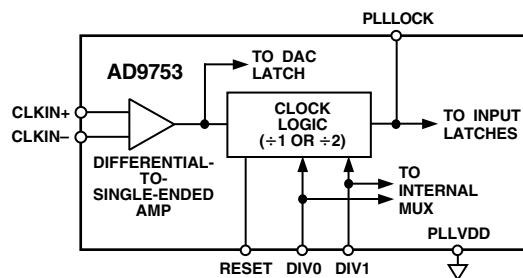 PLLLOCK
AD9753
TO DAC
LATCH
CLKIN+
CLKIN–
CLOCK
LOGIC
(÷1 OR ÷2)
TO INPUT
LATCHES
DIFFERENTIAL-
TO-
SINGLE-ENDED
AMP
TO
INTERNAL
MUX
PLLVDD
RESET
DIV0
DIV1